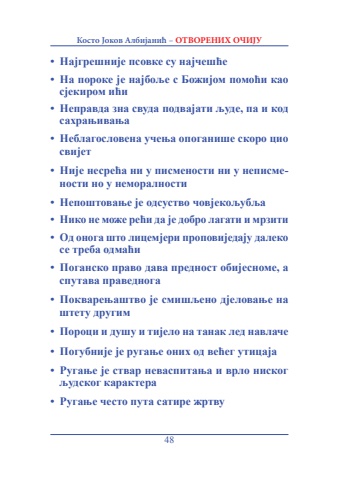 Косто Јоков Албијанић – ОТВОРЕНИХ ОЧИЈУ
• Најгрешније псовке су најчешће
• На пороке је најбоље с Божијом помоћи као
сјекиром ићи
• Неправда зна свуда подвајати људе, па и код
сахрањивања
• Неблагословена учења опоганише скоро цио
свијет
• Није несрећа ни у писмености ни у неписме-
ности но у неморалности
• Непоштовање је одсуство човјекољубља
• Нико не може рећи да је добро лагати и мрзити
• Од онога што лицемјери проповиједају далеко
се треба одмаћи
• Поганско право дава предност обијесноме, а
спутава праведнога
• Покварењаштво је смишљено дјеловање на
штету другим
• Пороци и душу и тијело на танак лед навлаче
• Погубније је ругање оних од већег утицаја
• Ругање је ствар неваспитања и врло ниског
људског карактера
• Ругање често пута сатире жртву
48